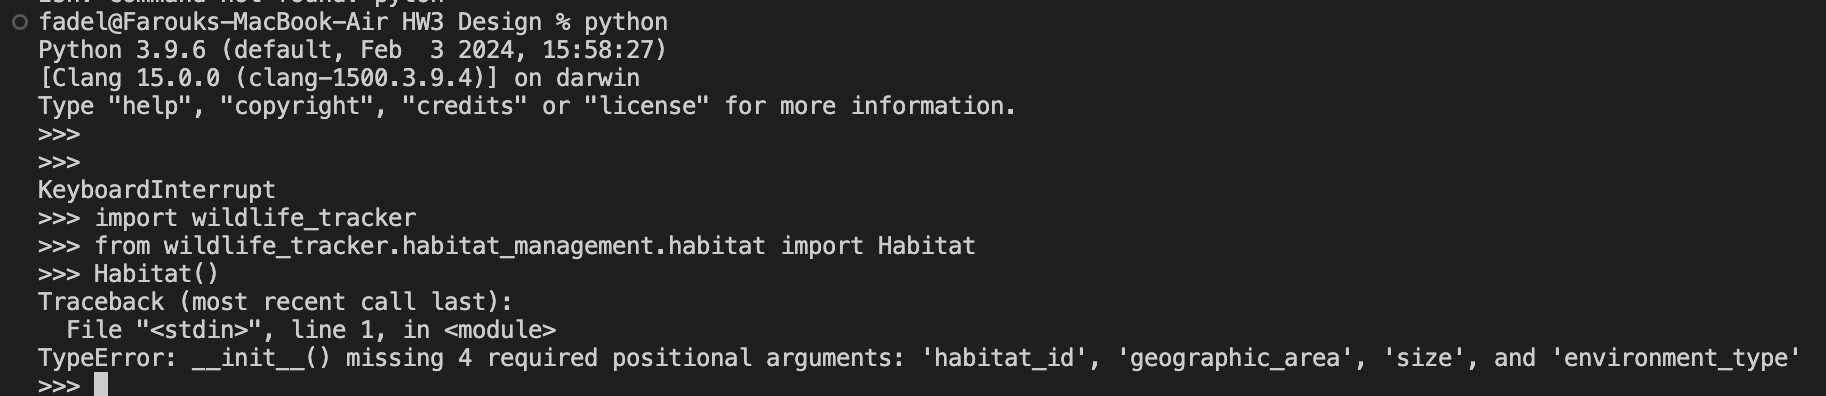 fadel@Farouks-MacBook-Air HW3 Design % python
Python 3.9.6 (default, Feb  3 2024, 15:58:27)
[Clang 15.0.0 (clang-1500.3.9.4)] on darwin
Type "help", "copyright", "credits" or "license" for more information.
>>>
>>>
KeyboardInterrupt
>>> import wildlife_tracker
>>> from wildlife_tracker.habitat_management.habitat import Habitat
>>> Habitat()
Traceback (most recent call last):
  File "<stdin>", line 1, in <module>
TypeError: __init__() missing 4 required positional arguments: 'habitat_id', 'geographic_area', 'size', and 'environment_type'
>>>